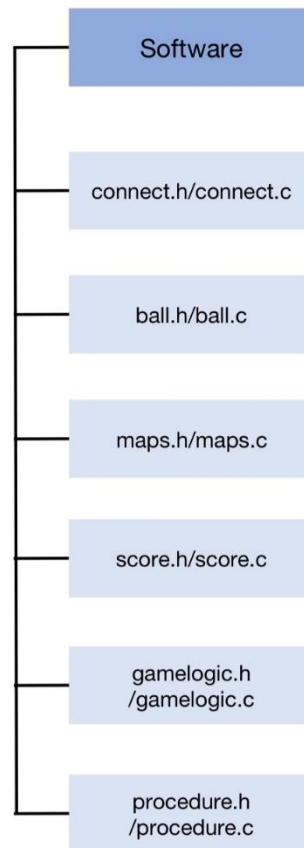 Software
connect.h/connect.c
ball.h/ball.c
maps.h/maps.c
score.h/score.c
gamelogic.h
/gamelogic.c
procedure.h
/procedure.c